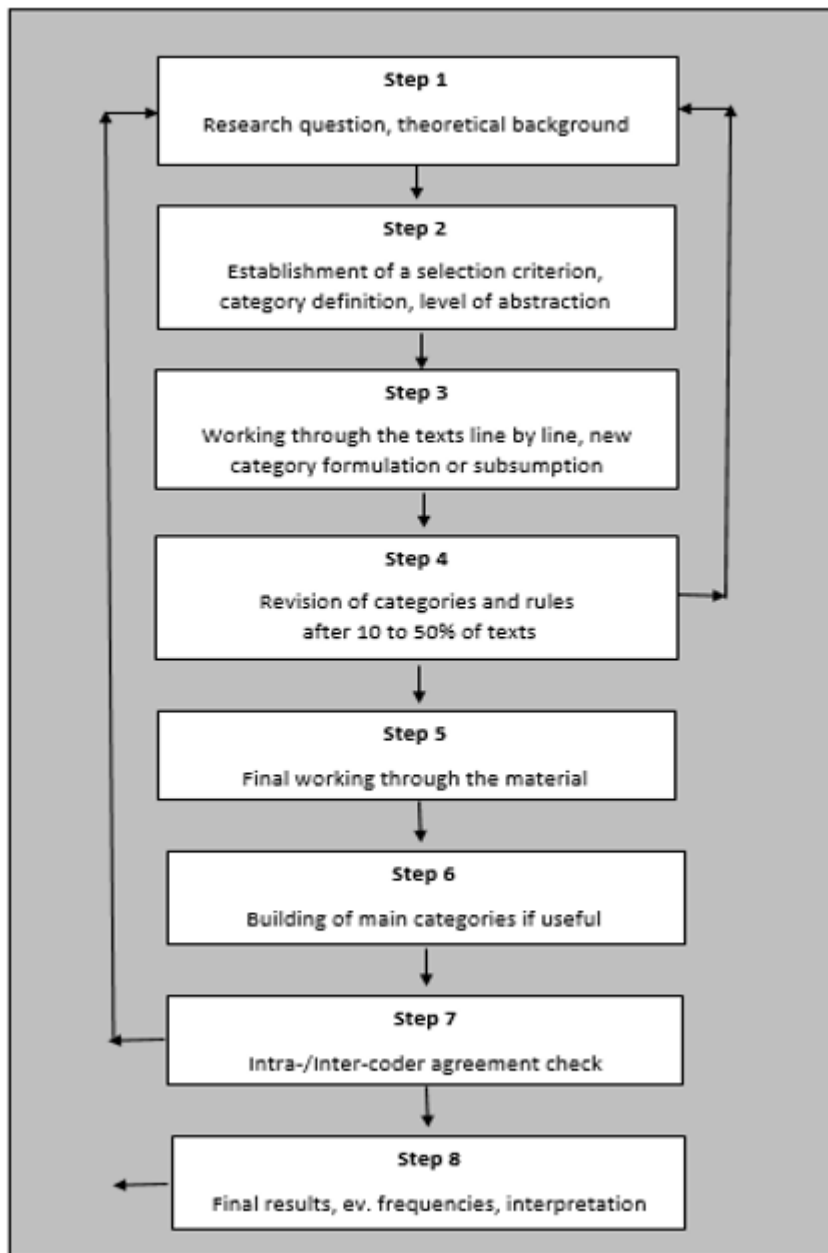 Step 1
Research question, theoretical background
Step 2
Establishment of a selection criterion,
category definition, level of abstraction
Step 3
Working through the texts line by line, new
category formulation or subsumption
Step 4
Revision of categories and rules
after 10 to 50% of texts
Step 5
Final working through the material
Step 6
Building of main categories if useful
Step 7
Intra-/Inter-coder agreement check
Step 8
Final results, ev. frequencies, interpretation